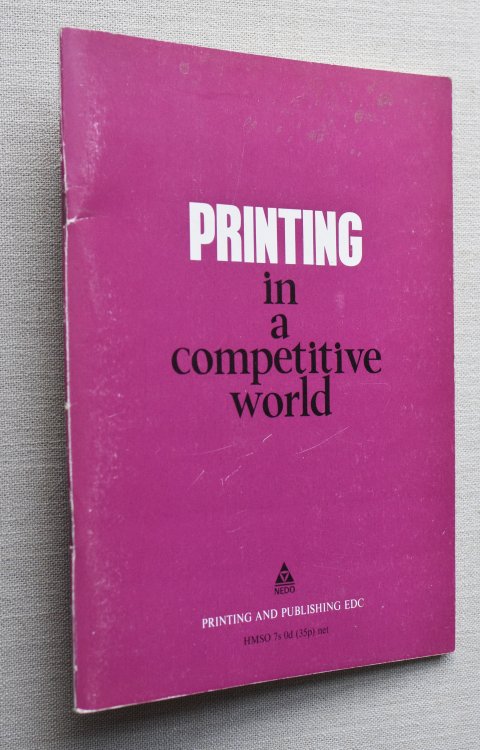 PRINTING
in
a
competitive
world
NEDO
PRINTING AND PUBLISHING EDC
HMSO 7s 0d (35p) net